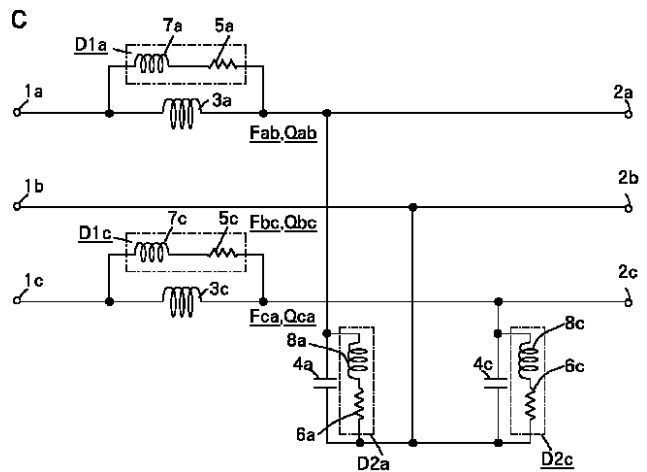 C
7a 5a
D1a
1a 3a 2a
Fab,Qab
1b 2b
7c 5c
Fbc,Qbc
D1c
1c 3c 2c
Fca,Qca
8a 8c
4a 4c 6c
6a
D2a D2c